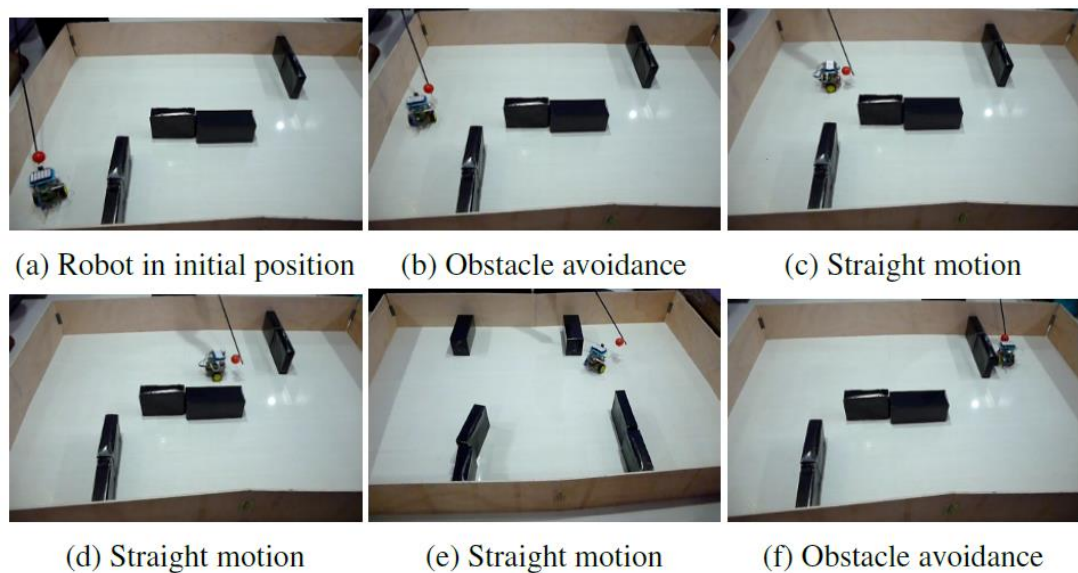 (a) Robot in initial position
(b) Obstacle avoidance
(c) Straight motion
(d) Straight motion
(e) Straight motion
(f) Obstacle avoidance